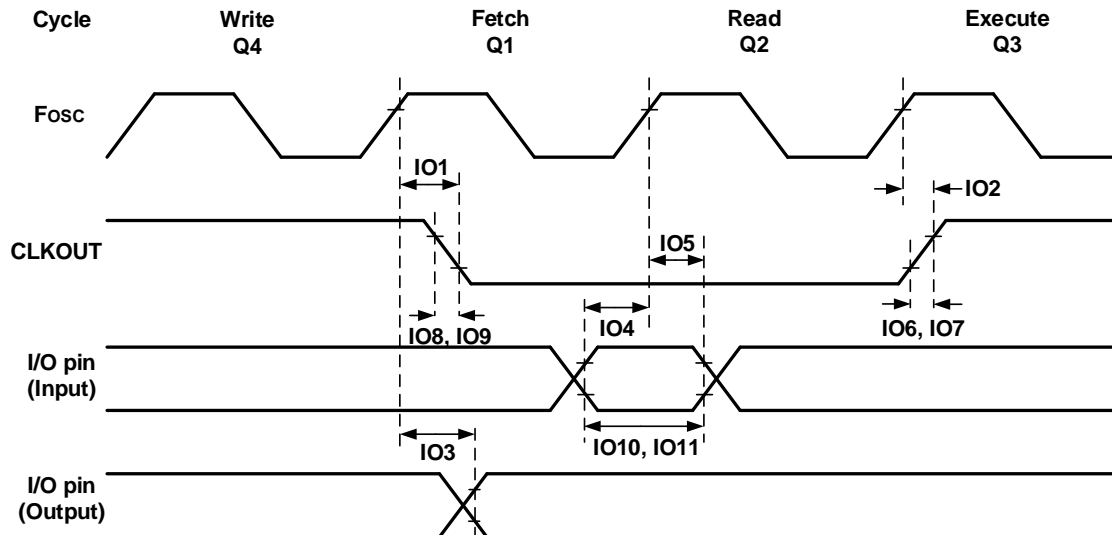 Cycle
Write
Q4
Fetch
Q1
Read
Q2
Execute
Q3
Fosc
IO1
IO2
CLKOUT
IO5
IO8, IO9
IO4
IO6, IO7
I/O pin
(Input)
IO10, IO11
IO3
I/O pin
(Output)